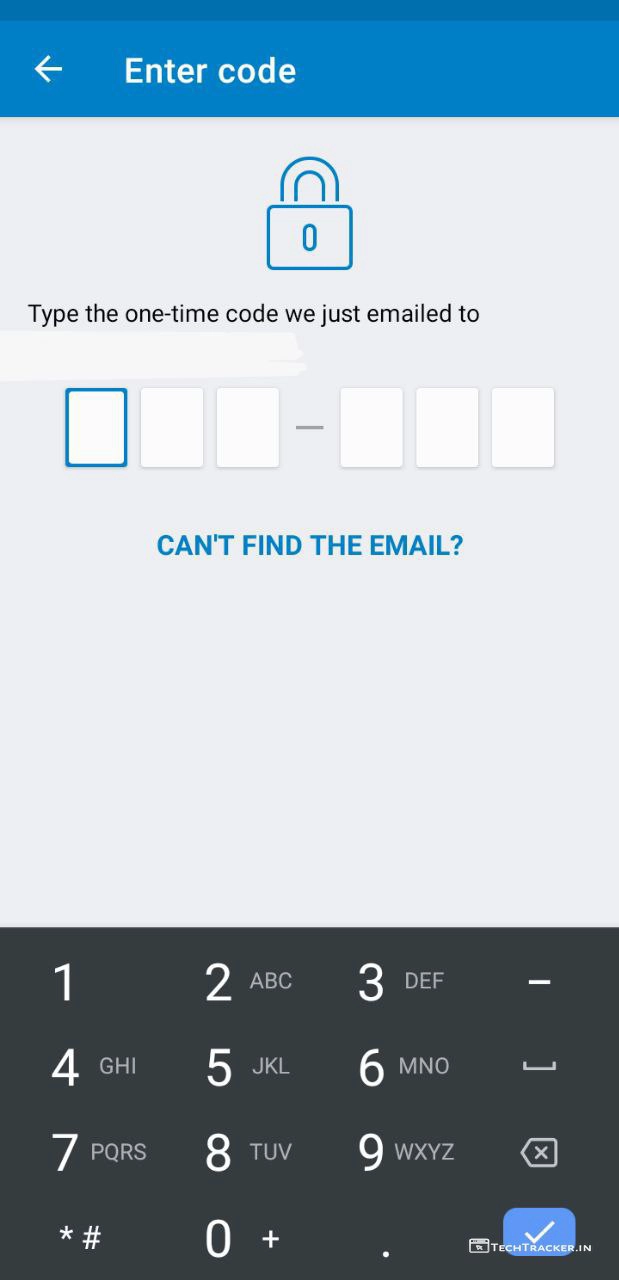 Enter code
0
Type the one-time code we just emailed to
CAN'T FIND THE EMAIL?
1 2 ABC 3 DEF –
4 GHI 5 JKL 6 MNO
7 PQRS 8 TUV 9 WXYZ
* # 0 + .
TECHTRACKER.IN